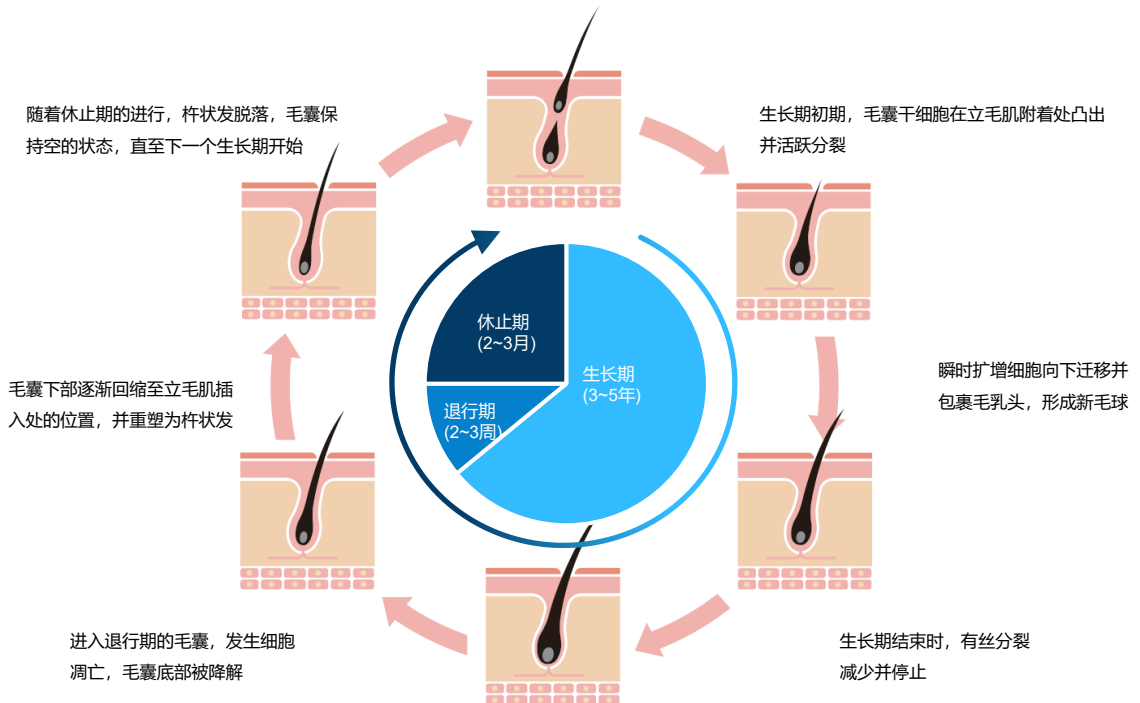 随着休止期的进行，杵状发脱落，毛囊保
持空的状态，直至下一个生长期开始
生长期初期，毛囊干细胞在立毛肌附着处凸出
并活跃分裂
休止期
(2~3月)
生长期
(3~5年)
退行期
(2~3周)
毛囊下部逐渐回缩至立毛肌插
入处的位置，并重塑为杵状发
瞬时扩增细胞向下迁移并
包裹毛乳头，形成新毛球
进入退行期的毛囊，发生细胞
凋亡，毛囊底部被降解
生长期结束时，有丝分裂
减少并停止